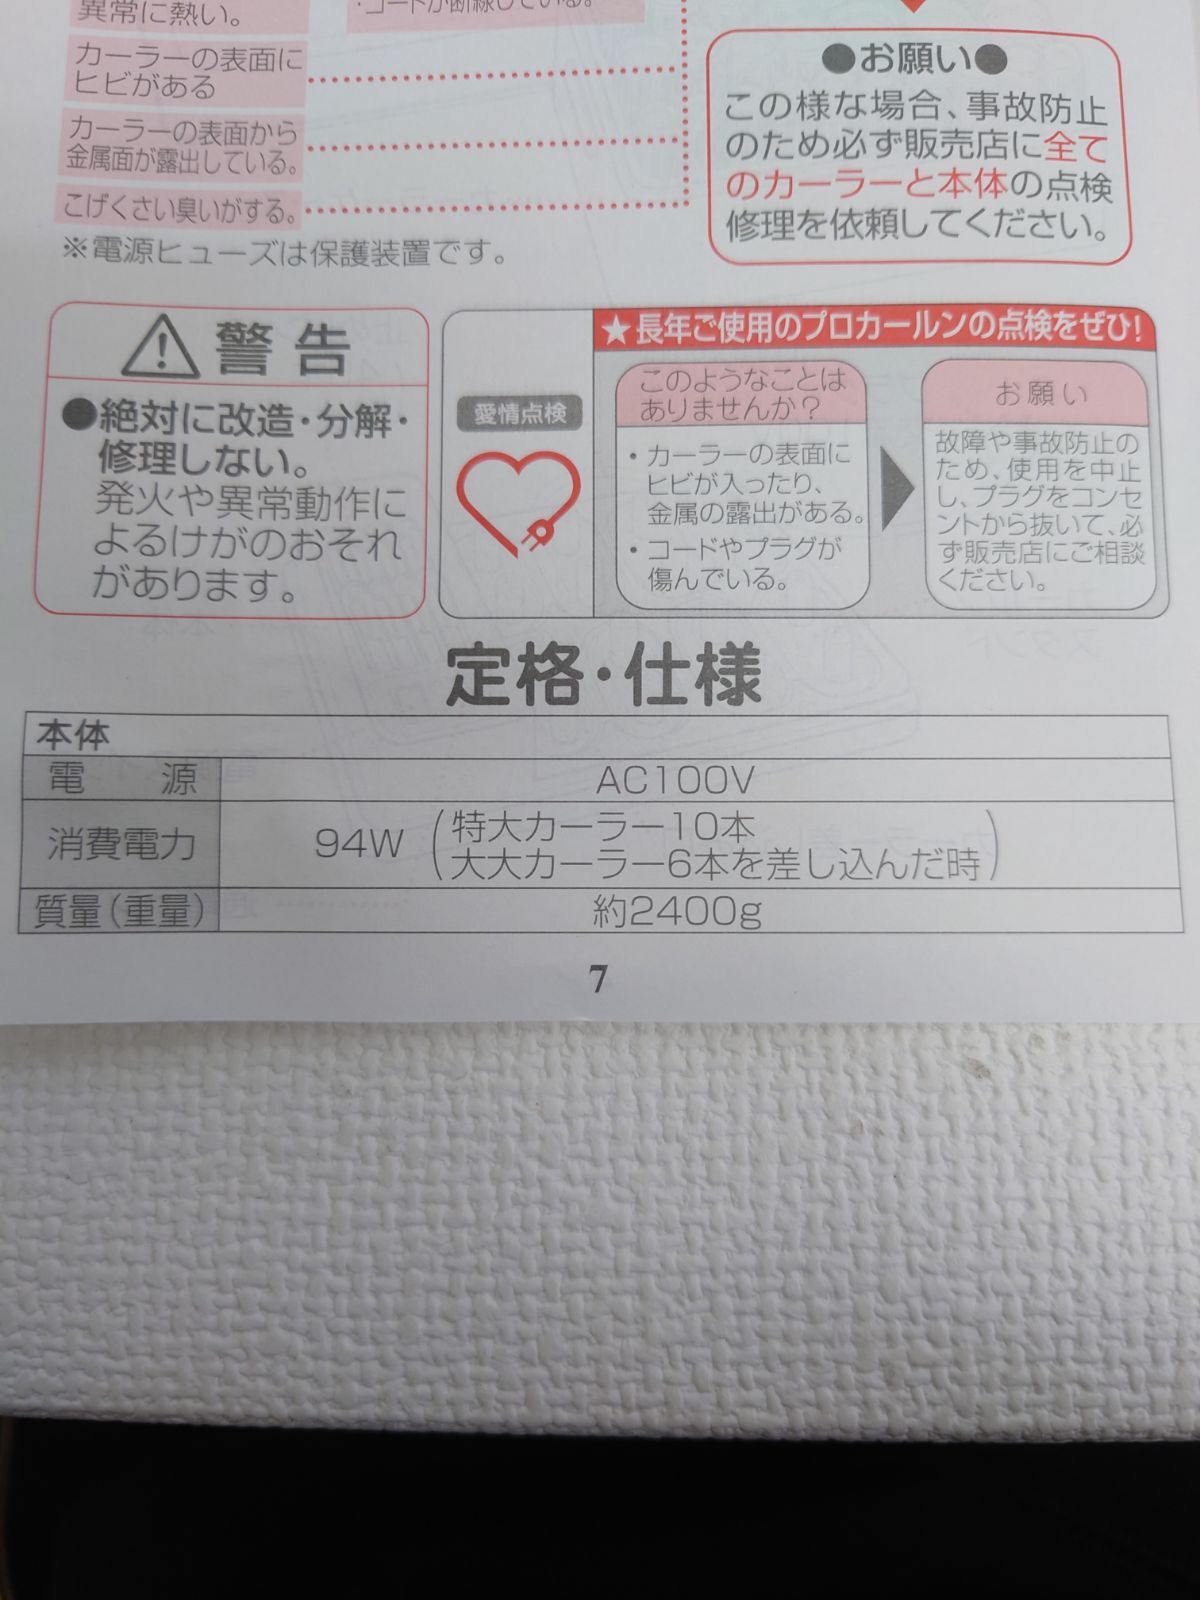 異常に熱い。
・コードが断線している。
カーラーの表面に
ヒビがある
カーラーの表面から
金属面が露出している。
こげくさい臭いがする。
※電源ヒューズは保護装置です。
●お願い●
この様な場合、事故防止
のため必ず販売店に全て
のカーラーと本体の点検
修理を依頼してください。
警告
●絶対に改造・分解・
修理しない。
発火や異常動作に
よるけがのおそれ
があります。
愛情点検
★長年ご使用のプロカールンの点検をぜひ!
このようなことは
ありませんか?
・カーラーの表面に
ヒビが入ったり、
金属の露出がある。
・コードやプラグが
傷んでいる。
お願い
故障や事故防止の
ため、使用を中止
し、プラグをコンセ
ントから抜いて、必
ず販売店にご相談
ください。
定格・仕様
本体
電源 AC100V
消費電力 94W (特大カーラー10本
大大カーラー6本を差し込んだ時)
質量(重量) 約2400g
7